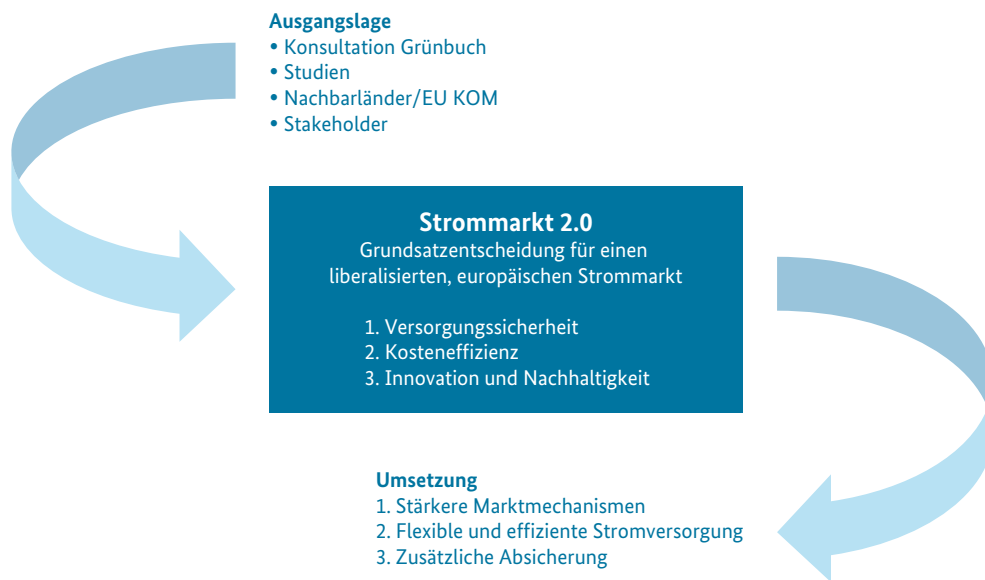 Ausgangslage
• Konsultation Grünbuch
• Studien
• Nachbarländer/EU KOM
• Stakeholder
Strommarkt 2.0
Grundsatzentscheidung für einen
liberalisierten, europäischen Strommarkt
1. Versorgungssicherheit
2. Kosteneffizienz
3. Innovation und Nachhaltigkeit
Umsetzung
1. Stärkere Marktmechanismen
2. Flexible und effiziente Stromversorgung
3. Zusätzliche Absicherung